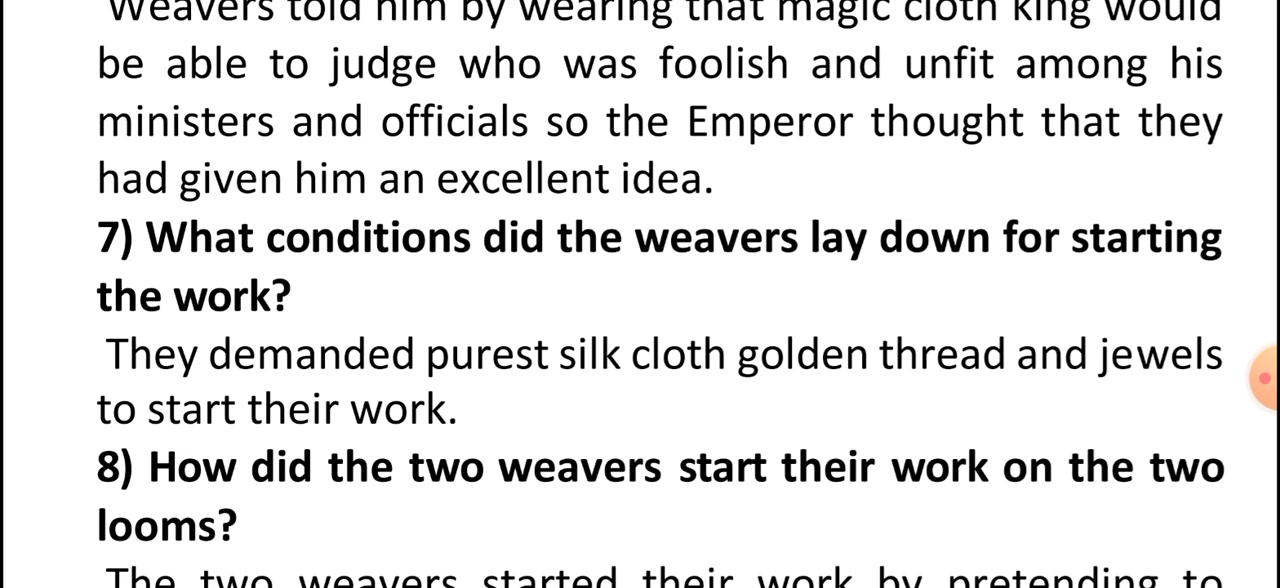 Weavers told him by wearing that magic cloth king would
be able to judge who was foolish and unfit among his
ministers and officials so the Emperor thought that they
had given him an excellent idea.
7) What conditions did the weavers lay down for starting
the work?
They demanded purest silk cloth golden thread and jewels
to start their work.
8) How did the two weavers start their work on the two
looms?
The two weavers started their work by pretending to